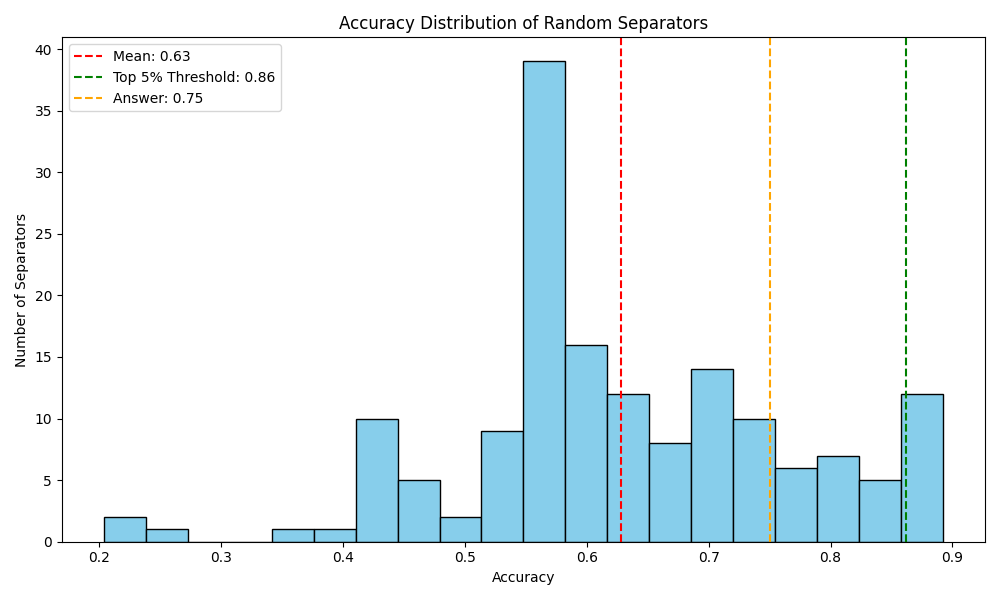 Accuracy Distribution of Random Separators
Mean: 0.63
Top 5% Threshold: 0.86
Answer: 0.75
Number of Separators
40
35
30
25
20
15
10
5
0
0.2 0.3 0.4 0.5 0.6 0.7 0.8 0.9
Accuracy